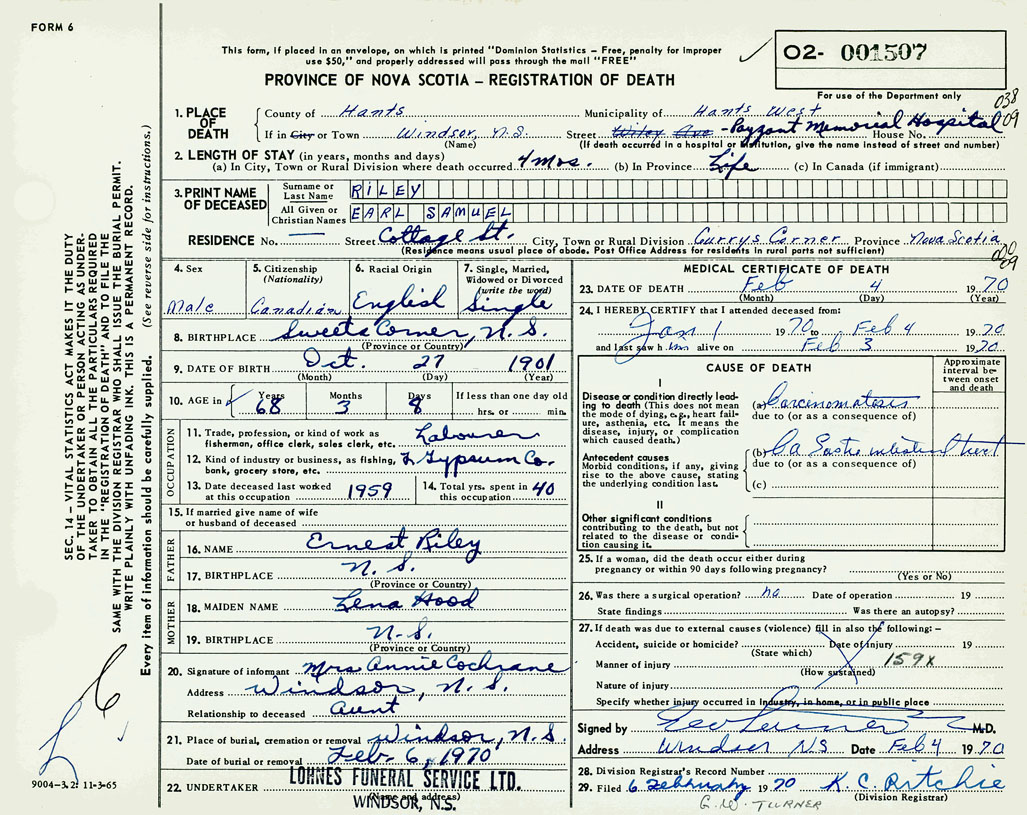 FORM 6
This form, if placed in an envelope, on which is printed "Dominion Statistics – Free, penalty for improper
use $50," and properly addressed will pass through the mail "FREE"
PROVINCE OF NOVA SCOTIA – REGISTRATION OF DEATH
O2- 001507
For use of the Department only
038
09
1. PLACE OF DEATH
County of Hants Municipality of Hants West
If in City or Town Windsor, N.S. Street Wiley Ave - Payzant Memorial Hospital House No.
(Name) (If death occurred in a hospital or institution, give the name instead of street and number)
2. LENGTH OF STAY (in years, months and days)
(a) In City, Town or Rural Division where death occurred 4 mos. (b) In Province Life (c) In Canada (if immigrant)
3. PRINT NAME OF DECEASED
Surname or Last Name RILEY
All Given or Christian Names EARL SAMUEL
RESIDENCE No. — Street Cottage St. City, Town or Rural Division Currys Corner Province Nova Scotia
(Residence means usual place of abode. Post Office Address for residents in rural parts not sufficient)
09
4. Sex Male
5. Citizenship (Nationality) Canadian
6. Racial Origin English
7. Single, Married, Widowed or Divorced (write the word) Single
8. BIRTHPLACE Sweets Corner, N.S.
(Province or Country)
9. DATE OF BIRTH Oct. 27 1901
(Month) (Day) (Year)
10. AGE in Years 68 Months 3 Days 8 If less than one day old hrs. or min.
OCCUPATION
11. Trade, profession, or kind of work as fisherman, office clerk, sales clerk, etc. Labourer
12. Kind of industry or business, as fishing, bank, grocery store, etc. Gypsum Co.
13. Date deceased last worked at this occupation 1959
14. Total yrs. spent in this occupation 40
15. If married give name of wife or husband of deceased
FATHER
16. NAME Ernest Riley
17. BIRTHPLACE N.S.
(Province or Country)
MOTHER
18. MAIDEN NAME Lena Hood
19. BIRTHPLACE N.S.
(Province or Country)
20. Signature of informant Mrs Annie Cochrane
Address Windsor, N.S.
Relationship to deceased Aunt
21. Place of burial, cremation or removal Windsor, N.S.
Date of burial or removal Feb. 6, 1970
22. UNDERTAKER LOHNES FUNERAL SERVICE LTD.
(Name and address)
WINDSOR, N.S.
MEDICAL CERTIFICATE OF DEATH
23. DATE OF DEATH Feb 4 1970
(Month) (Day) (Year)
24. I HEREBY CERTIFY that I attended deceased from:
Jan 1 1970 to Feb 4 1970
and last saw him alive on Feb 3 1970
CAUSE OF DEATH
Approximate interval between onset and death
I
Disease or condition directly leading to death (This does not mean the mode of dying, e.g., heart failure, asthenia, etc. It means the disease, injury, or complication which caused death.)
(a) Carcinomatosis
due to (or as a consequence of)
Antecedent causes
Morbid conditions, if any, giving rise to the above cause, stating the underlying condition last.
(b) Ca Gastro intestinal tract
due to (or as a consequence of)
(c)
II
Other significant conditions contributing to the death, but not related to the disease or condition causing it.
25. If a woman, did the death occur either during
pregnancy or within 90 days following pregnancy?
(Yes or No)
26. Was there a surgical operation? no Date of operation 19
State findings Was there an autopsy?
27. If death was due to external causes (violence) fill in also the following: –
Accident, suicide or homicide? Date of injury 19
(State which)
159X
Manner of injury
(How sustained)
Nature of injury
Specify whether injury occurred in industry, in home, or in public place
Signed by M.D.
Address Windsor NS Date Feb 4 1970
28. Division Registrar's Record Number
29. Filed 6 February 1970 K. C. Ritchie
(Division Registrar)
G. W. TURNER
SEC. 14 – VITAL STATISTICS ACT MAKES IT THE DUTY
OF THE UNDERTAKER OR PERSON ACTING AS UNDER-
TAKER TO OBTAIN ALL THE PARTICULARS REQUIRED
IN THE "REGISTRATION OF DEATH" AND TO FILE THE
SAME WITH THE DIVISION REGISTRAR WHO SHALL ISSUE THE BURIAL PERMIT.
WRITE PLAINLY WITH UNFADING INK. THIS IS A PERMANENT RECORD.
Every item of information should be carefully supplied. (See reverse side for instructions.)
9004–3.2: 11-3-65